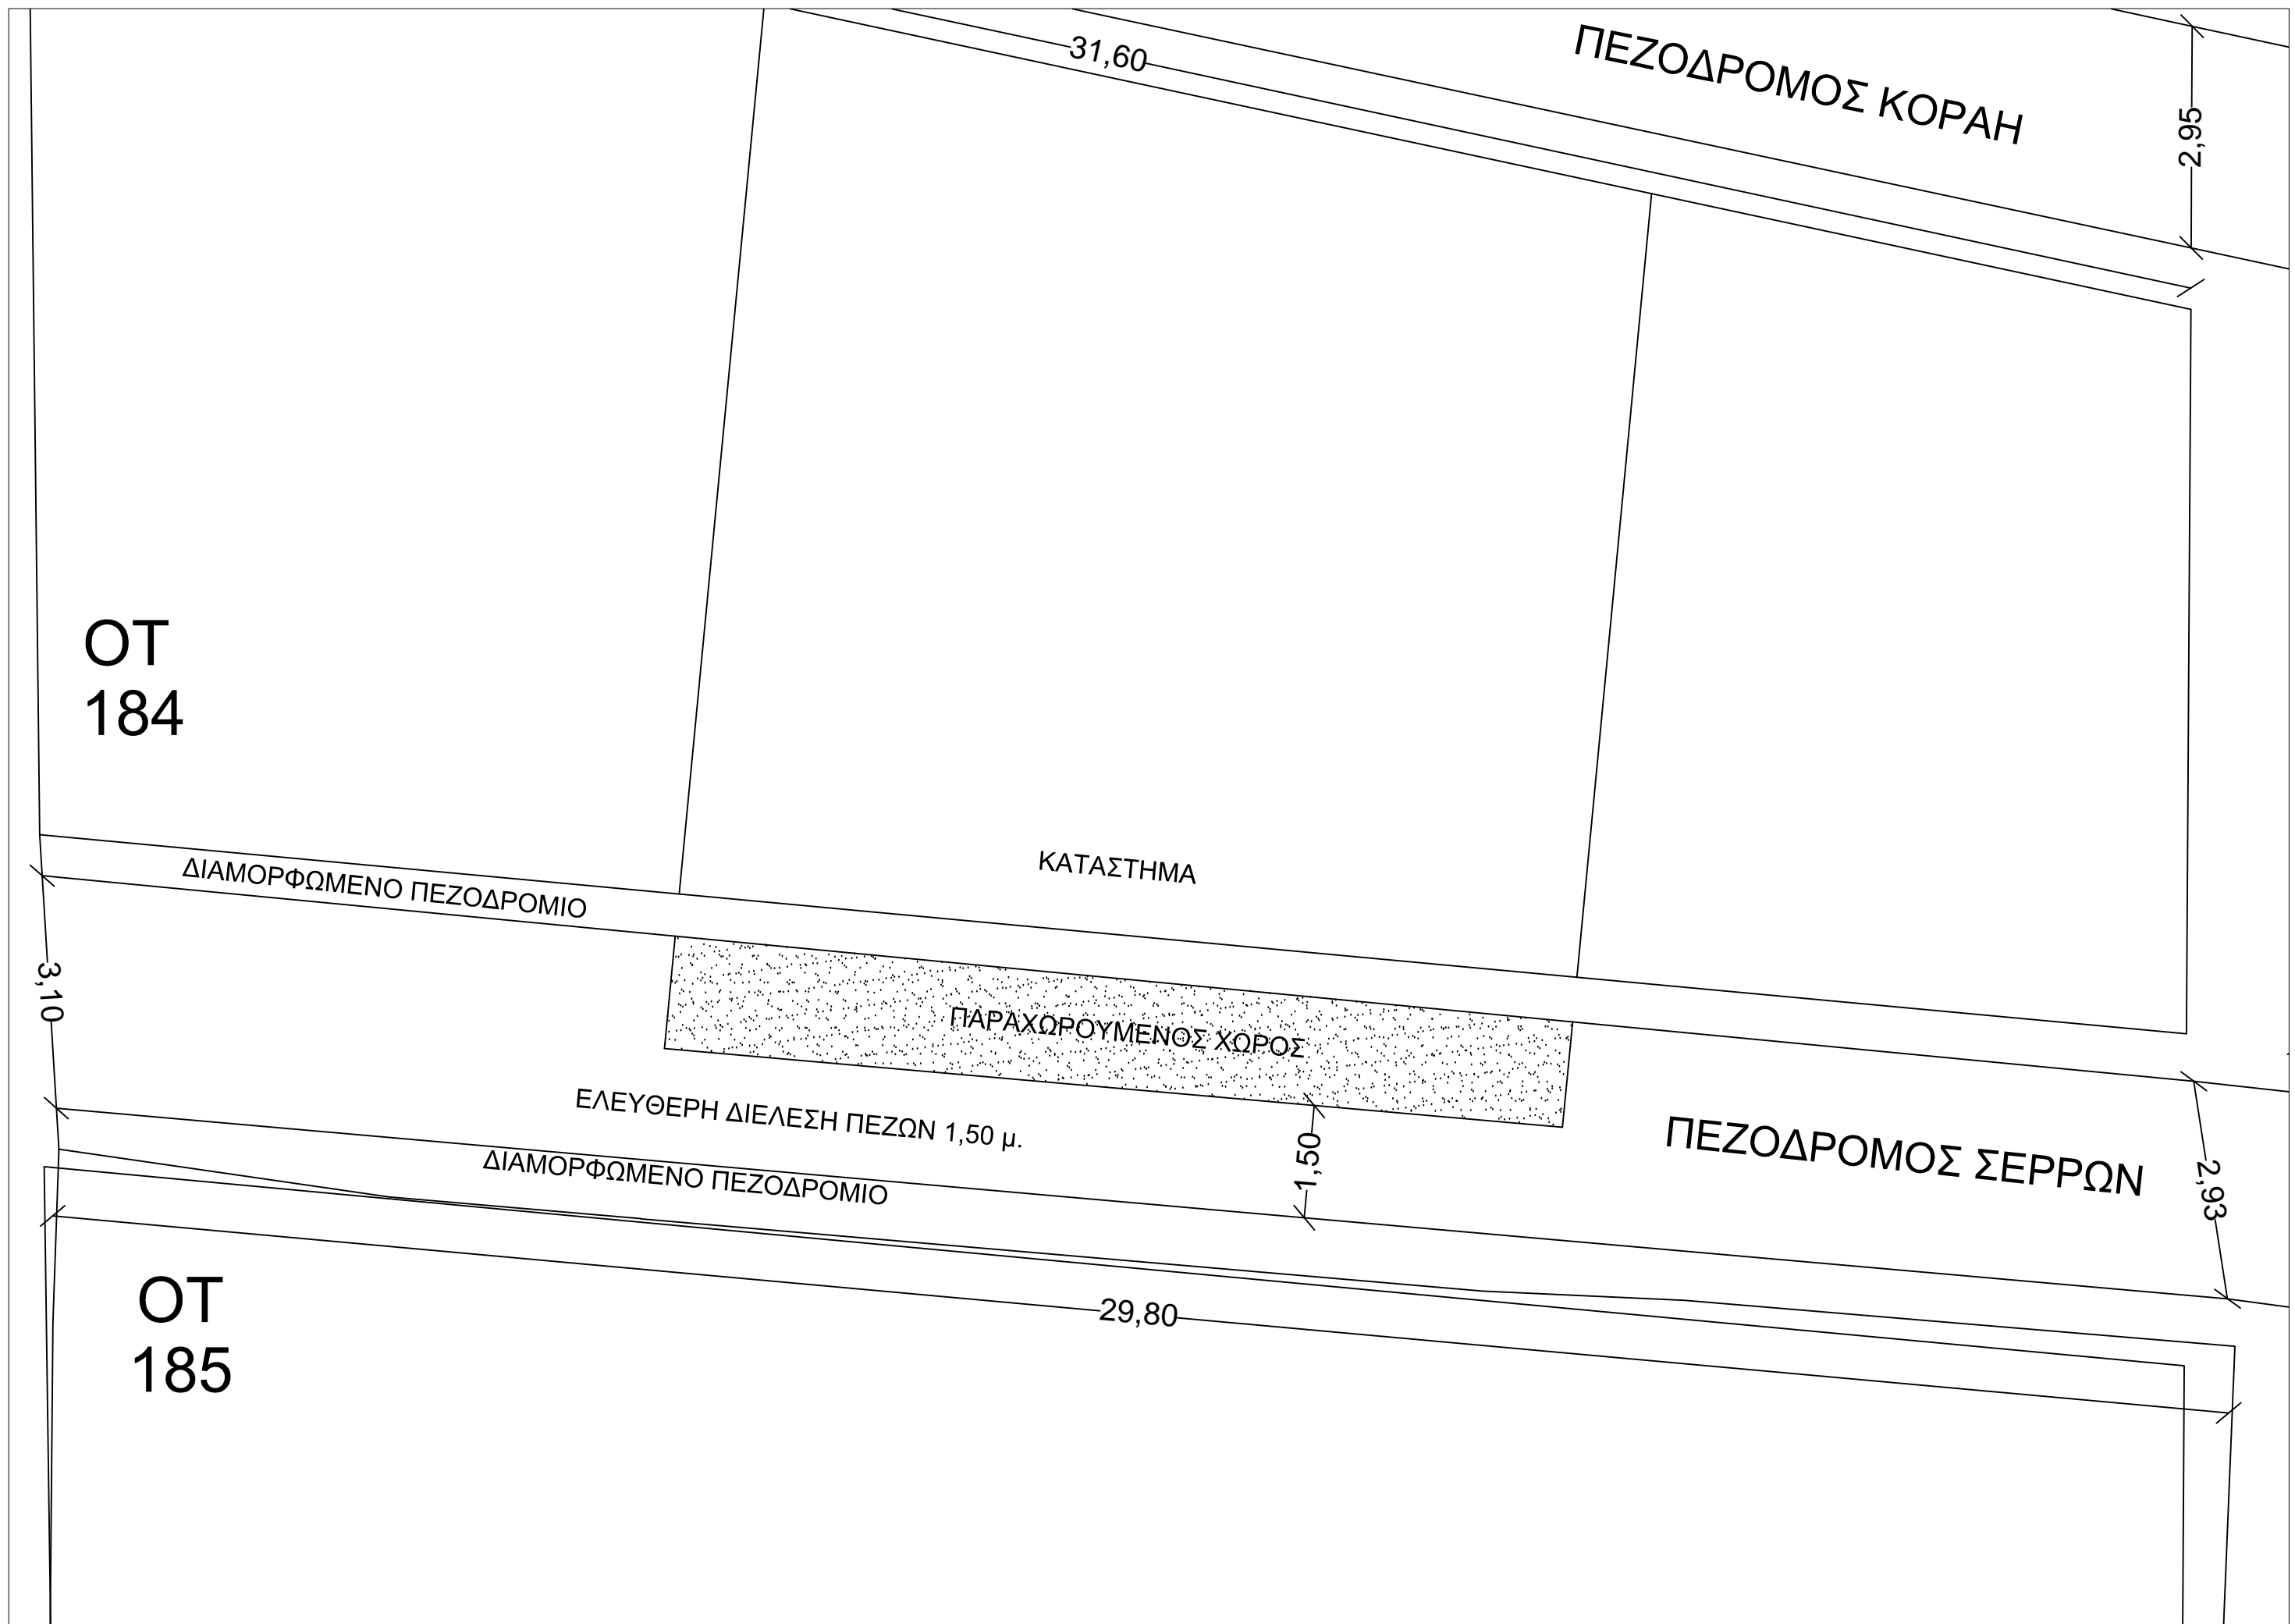 31,60
ΠΕΖΟΔΡΟΜΟΣ ΚΟΡΑΗ
2,95
ΟΤ
184
ΚΑΤΑΣΤΗΜΑ
ΔΙΑΜΟΡΦΩΜΕΝΟ ΠΕΖΟΔΡΟΜΙΟ
3,10
ΠΑΡΑΧΩΡΟΥΜΕΝΟΣ ΧΩΡΟΣ
ΕΛΕΥΘΕΡΗ ΔΙΕΛΕΣΗ ΠΕΖΩΝ 1,50 μ.
1,50
ΠΕΖΟΔΡΟΜΟΣ ΣΕΡΡΩΝ
2,93
ΔΙΑΜΟΡΦΩΜΕΝΟ ΠΕΖΟΔΡΟΜΙΟ
29,80
ΟΤ
185